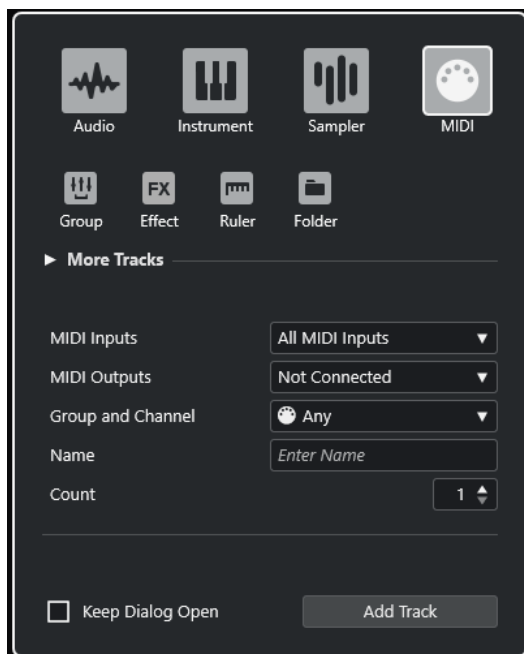 Audio Instrument Sampler MIDI
FX
Group Effect Ruler Folder
More Tracks
MIDI Inputs All MIDI Inputs
MIDI Outputs Not Connected
Group and Channel Any
Name Enter Name
Count 1
Keep Dialog Open Add Track